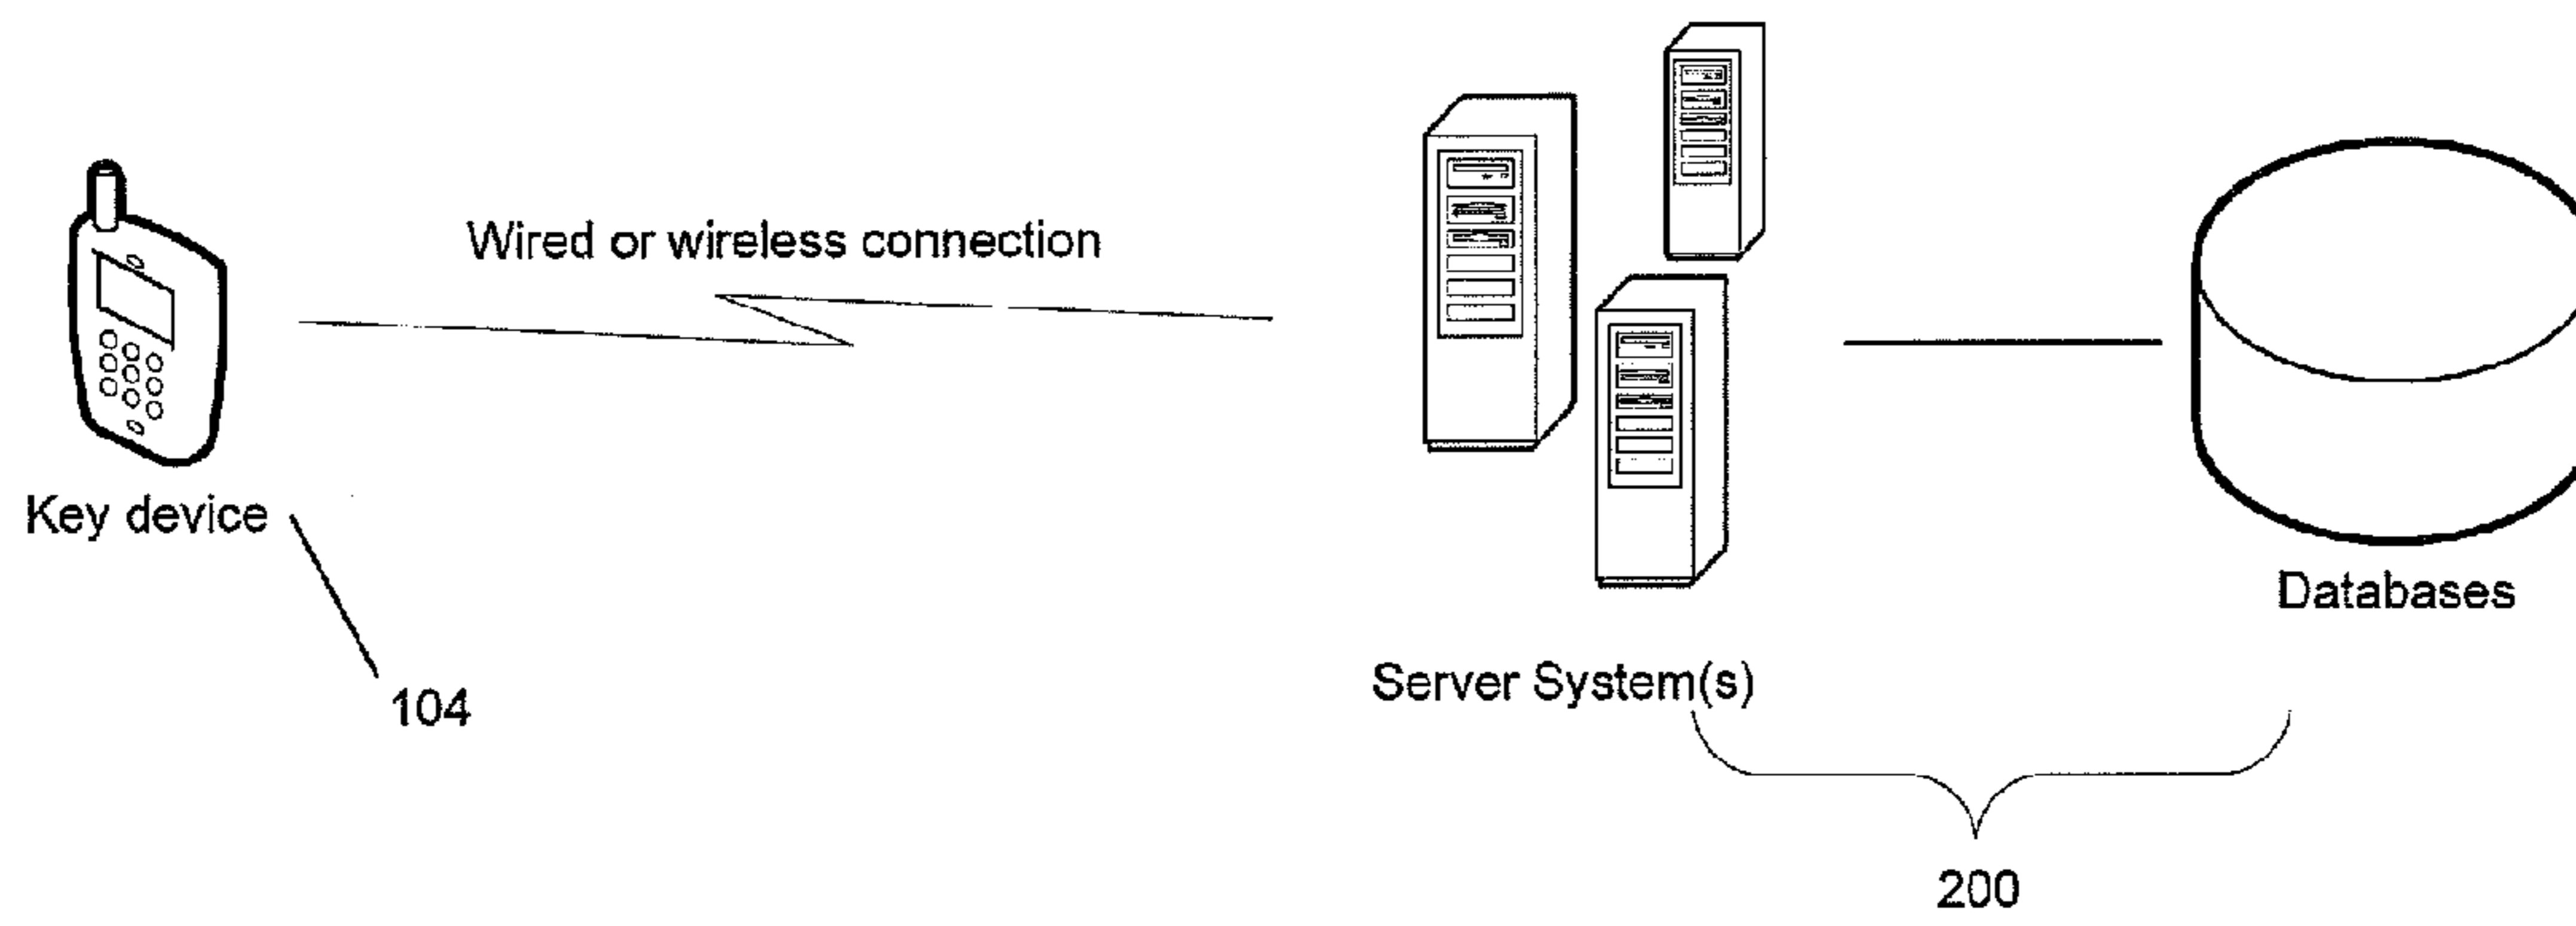 Wired or wireless connection
Key device
Databases
Server System(s)
104
200